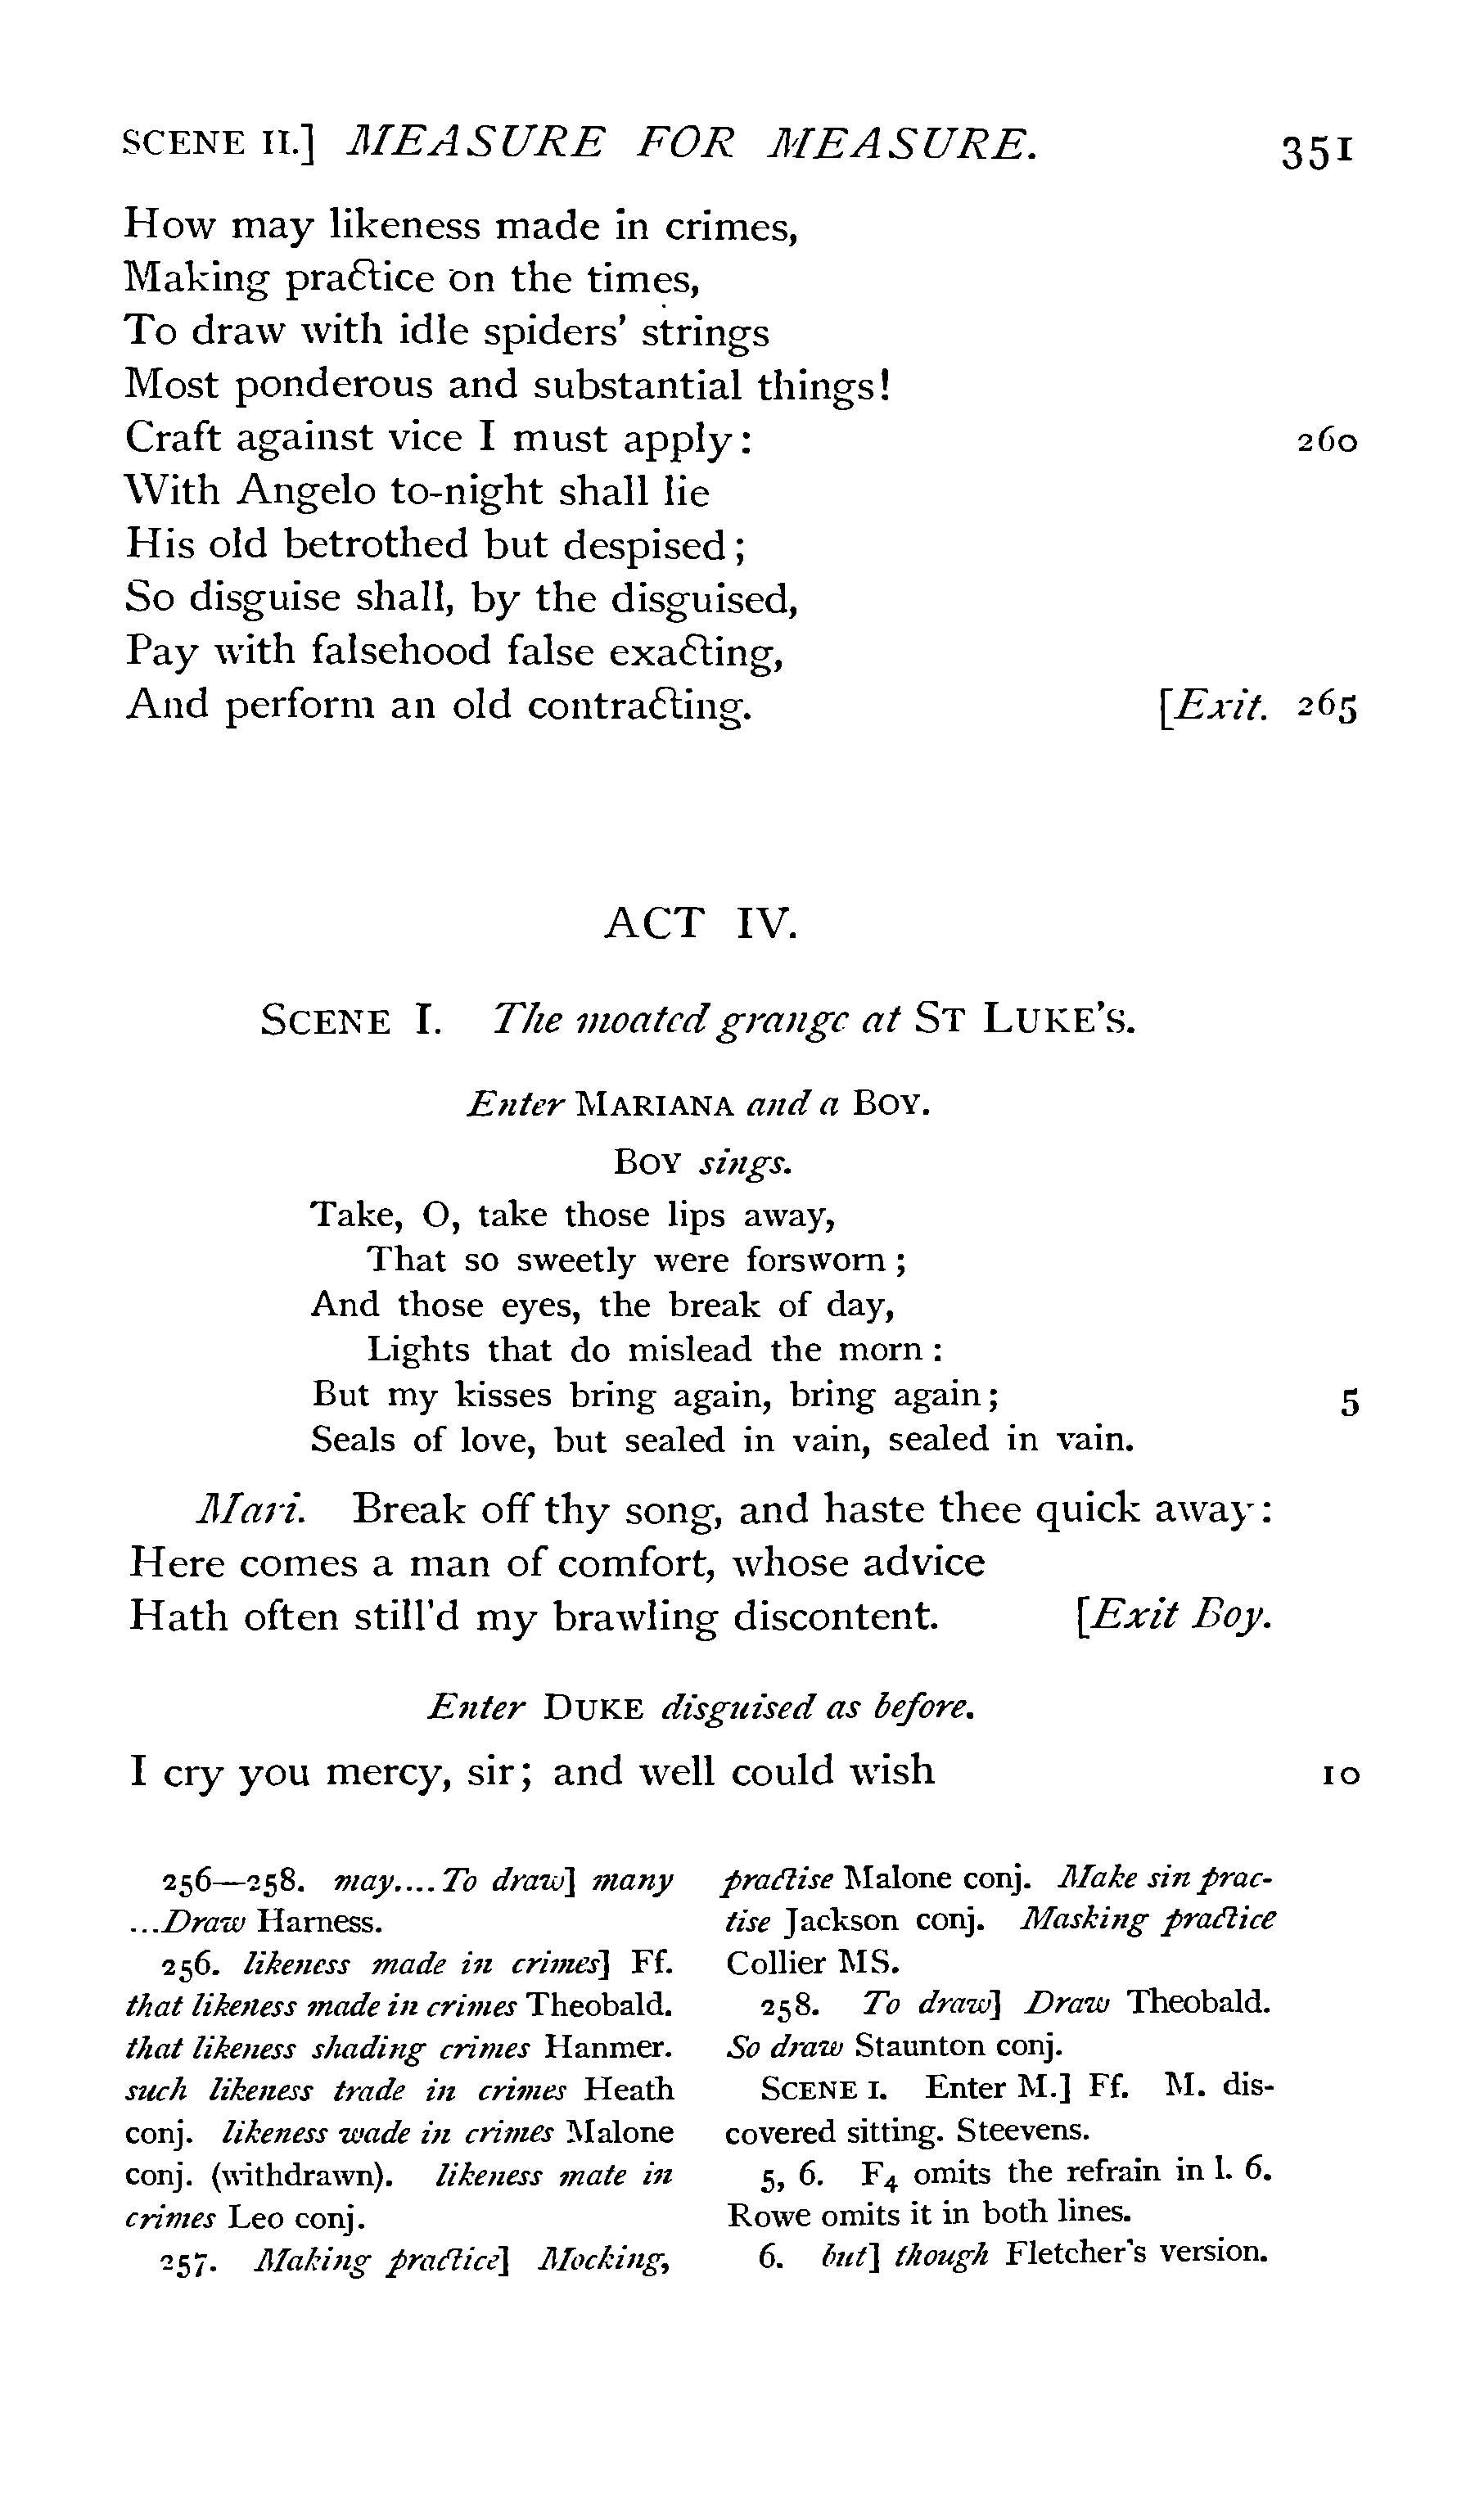 SCENE II.] MEASURE FOR MEASURE. 351
How may likeness made in crimes,
Making practice on the times,
To draw with idle spiders' strings
Most ponderous and substantial things!
Craft against vice I must apply: 260
With Angelo to-night shall lie
His old betrothed but despised;
So disguise shall, by the disguised,
Pay with falsehood false exacting,
And perform an old contracting. [Exit. 265
ACT IV.
SCENE I. The moated grange at ST LUKE'S.
Enter MARIANA and a BOY.
BOY sings.
Take, O, take those lips away,
That so sweetly were forsworn;
And those eyes, the break of day,
Lights that do mislead the morn:
But my kisses bring again, bring again; 5
Seals of love, but sealed in vain, sealed in vain.
Mari. Break off thy song, and haste thee quick away:
Here comes a man of comfort, whose advice
Hath often still'd my brawling discontent. [Exit Boy.
Enter DUKE disguised as before.
I cry you mercy, sir; and well could wish 10
256—258. may....To draw] many
...Draw Harness.
256. likeness made in crimes] Ff.
that likeness made in crimes Theobald.
that likeness shading crimes Hanmer.
such likeness trade in crimes Heath
conj. likeness wade in crimes Malone
conj. (withdrawn). likeness mate in
crimes Leo conj.
257. Making practice] Mocking,
practise Malone conj. Make sin prac-
tise Jackson conj. Masking practice
Collier MS.
258. To draw] Draw Theobald.
So draw Staunton conj.
SCENE I. Enter M.] Ff. M. dis-
covered sitting. Steevens.
5, 6. F4 omits the refrain in l. 6.
Rowe omits it in both lines.
6. but] though Fletcher's version.